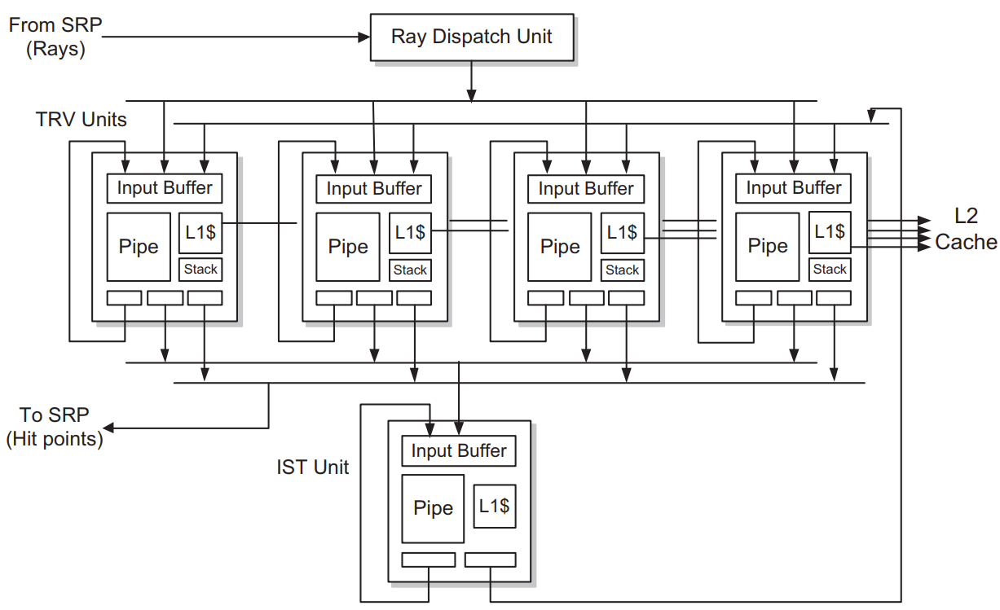 From SRP
(Rays)
Ray Dispatch Unit
TRV Units
Input Buffer
Input Buffer
Input Buffer
Input Buffer
Pipe
L1$
Stack
Pipe
L1$
Stack
Pipe
L1$
Stack
Pipe
L1$
Stack
L2
Cache
To SRP
(Hit points)
IST Unit
Input Buffer
Pipe
L1$